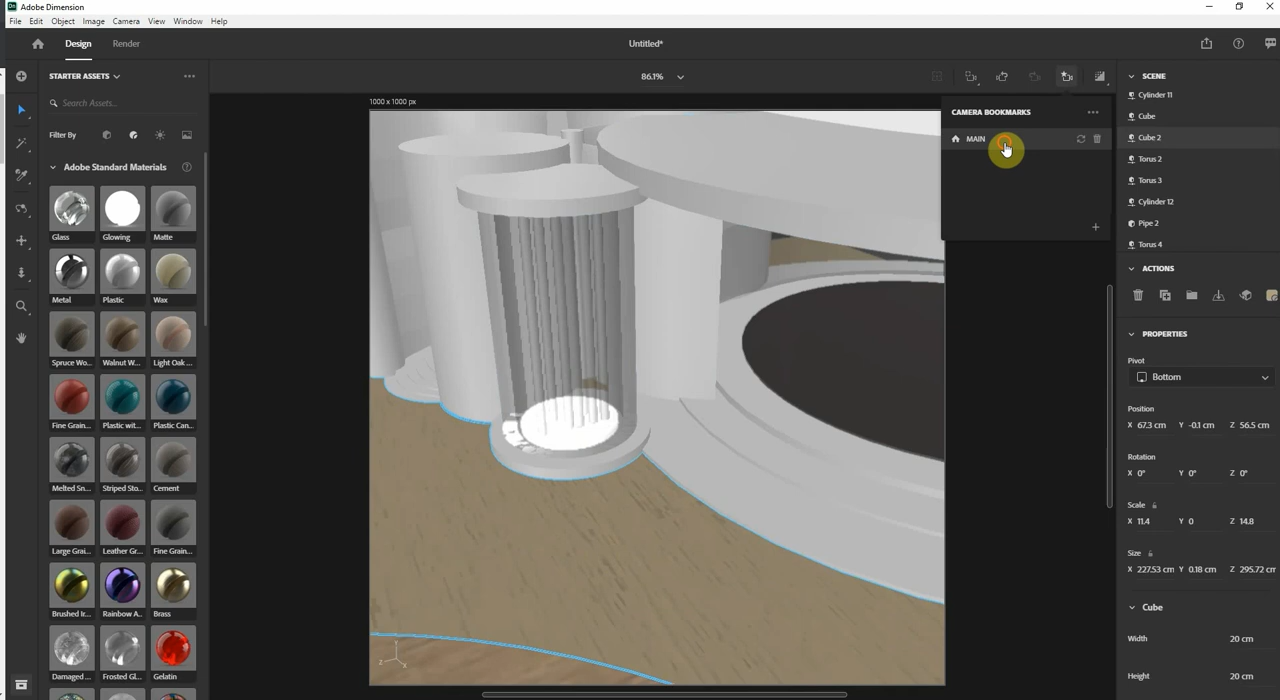 Adobe Dimension
File Edit Object Image Camera View Window Help
Design Render Untitled*
STARTER ASSETS
86.1%
Search Assets...
1000 x 1000 px
Filter By
Adobe Standard Materials
Glass Glowing Matte
Metal Plastic Wax
Spruce Wo... Walnut W... Light Oak ...
Fine Grain... Plastic wit... Plastic Can...
Melted Sn... Striped Sto... Cement
Large Grai... Leather Gr... Fine Grain...
Brushed Ir... Rainbow A... Brass
Damaged ... Frosted Gl... Gelatin
CAMERA BOOKMARKS
MAIN
Z Y X
SCENE
Cylinder 11
Cube
Cube 2
Torus 2
Torus 3
Cylinder 12
Pipe 2
Torus 4
ACTIONS
PROPERTIES
Pivot
Bottom
Position
X 67.3 cm Y -0.1 cm Z 56.5 cm
Rotation
X 0° Y 0° Z 0°
Scale
X 11.4 Y 0 Z 14.8
Size
X 227.53 cm Y 0.18 cm Z 295.72 cm
Cube
Width 20 cm
Height 20 cm